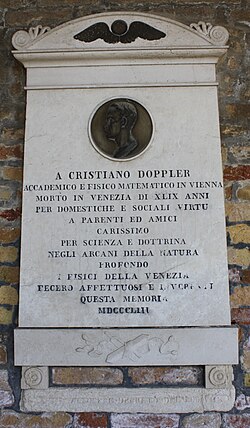 A CRISTIANO DOPPLER
ACCADEMICO E FISICO MATEMATICO IN VIENNA
MORTO IN VENEZIA DI XLIX ANNI
PER DOMESTICHE E SOCIALI VIRTU
A PARENTI ED AMICI
CARISSIMO
PER SCIENZA E DOTTRINA
NEGLI ARCANI DELLA NATURA
PROFONDO
I FISICI DELLA VENEZIA
FECERO AFFETTUOSI E
QUESTA MEMORIA
MDCCCLIII